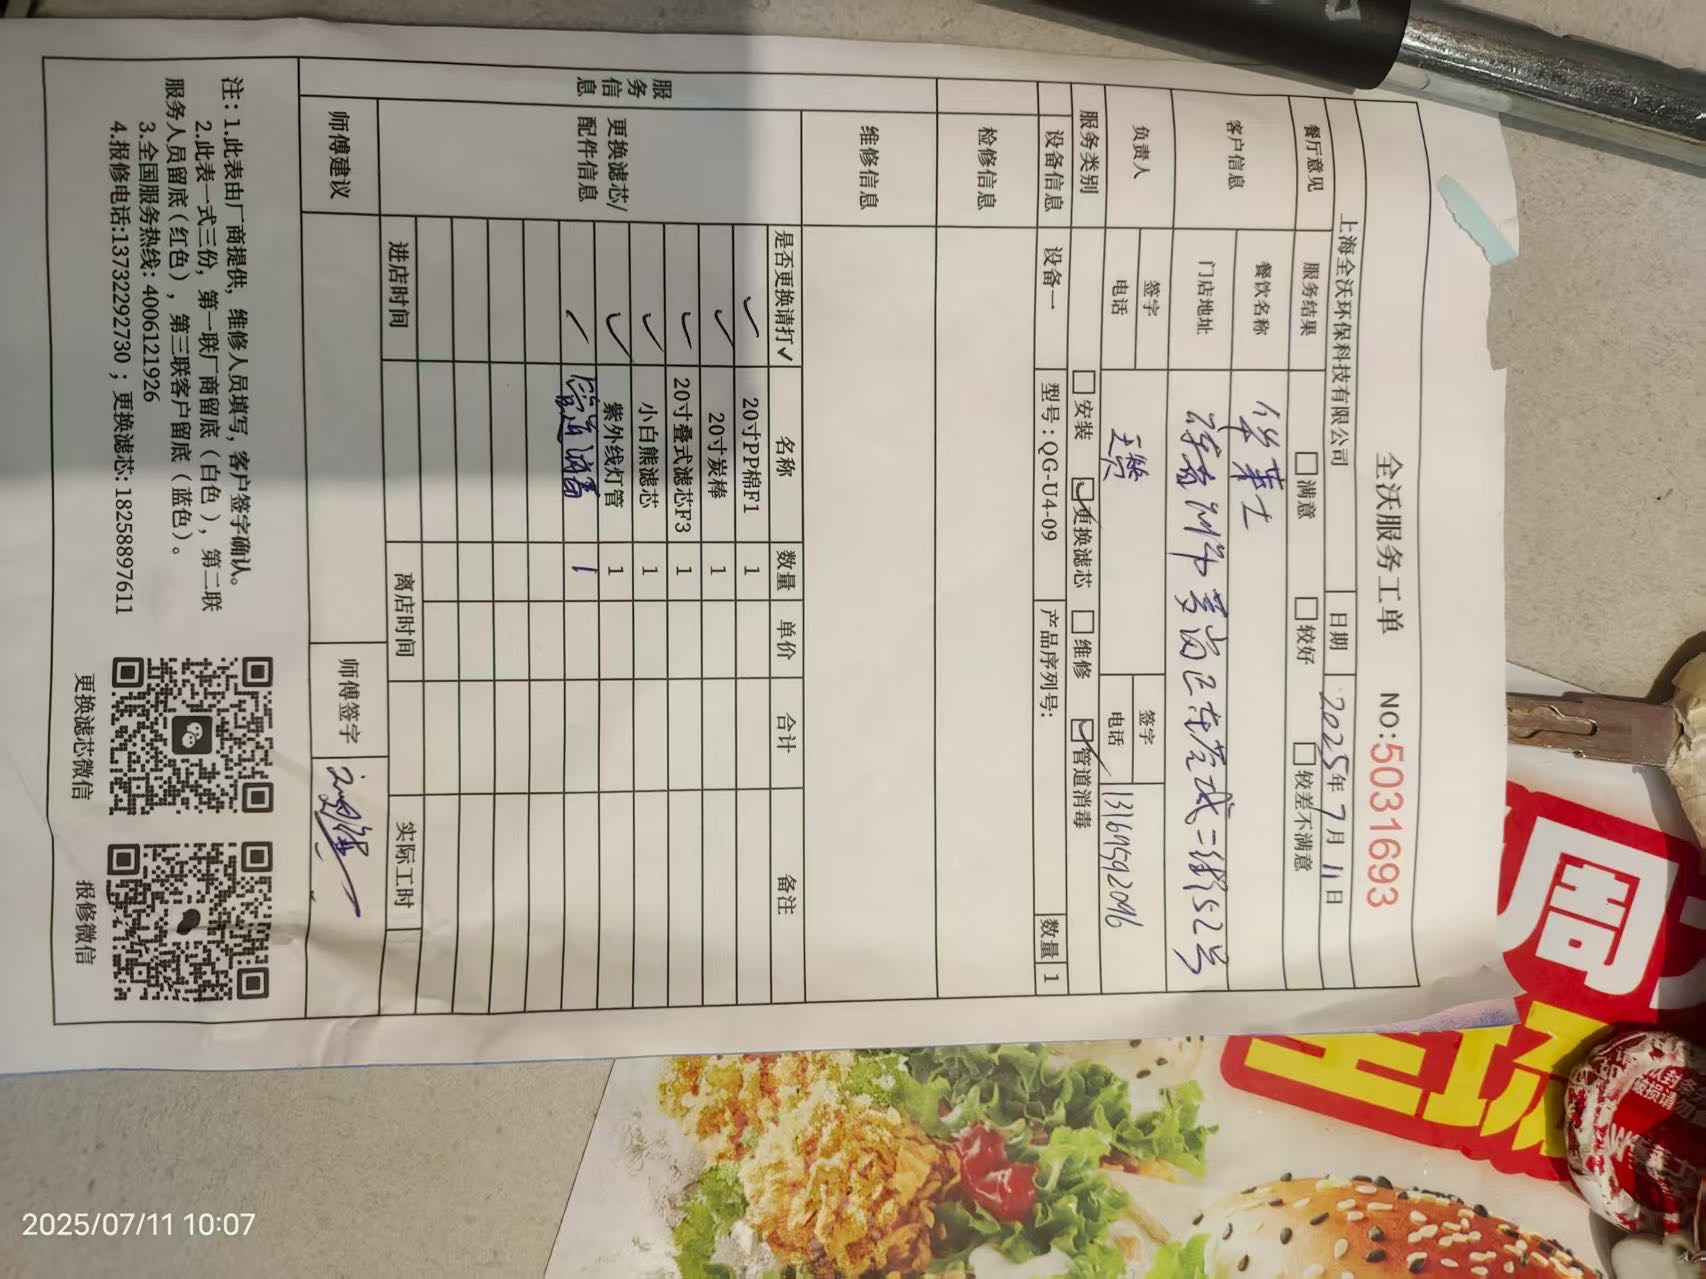 全沃服务工单 NO:5031693
上海全沃环保科技有限公司 日期 2025年7月11日
餐厅意见 服务结果 □满意 □较好 □较差不满意
客户信息 餐饮名称 华莱士
门店地址
负责人 签字 签字
电话 电话
服务类别 □安装 ☑更换滤芯 □维修 ☑管道消毒
设备信息 设备一 型号:QG-U4-09 产品序列号: 数量 1
检修信息
维修信息
服务信息
更换滤芯/配件信息
是否更换请打✓ 名称 数量 单价 合计 备注
✓ 20寸PP棉F1 1
✓ 20寸炭棒 1
✓ 20寸叠式滤芯F3 1
✓ 小白熊滤芯 1
✓ 紫外线灯管 1
✓ 管道消毒 1
进店时间 离店时间 实际工时
师傅建议 师傅签字
注:1.此表由厂商提供，维修人员填写,客户签字确认。
2.此表一式三份，第一联厂商留底（白色），第二联
服务人员留底（红色），第三联客户留底（蓝色）。
3.全国服务热线：4006121926
4.报修电话:13732292730；更换滤芯:18258897611
更换滤芯微信 报修微信
周
全场
2025/07/11 10:07